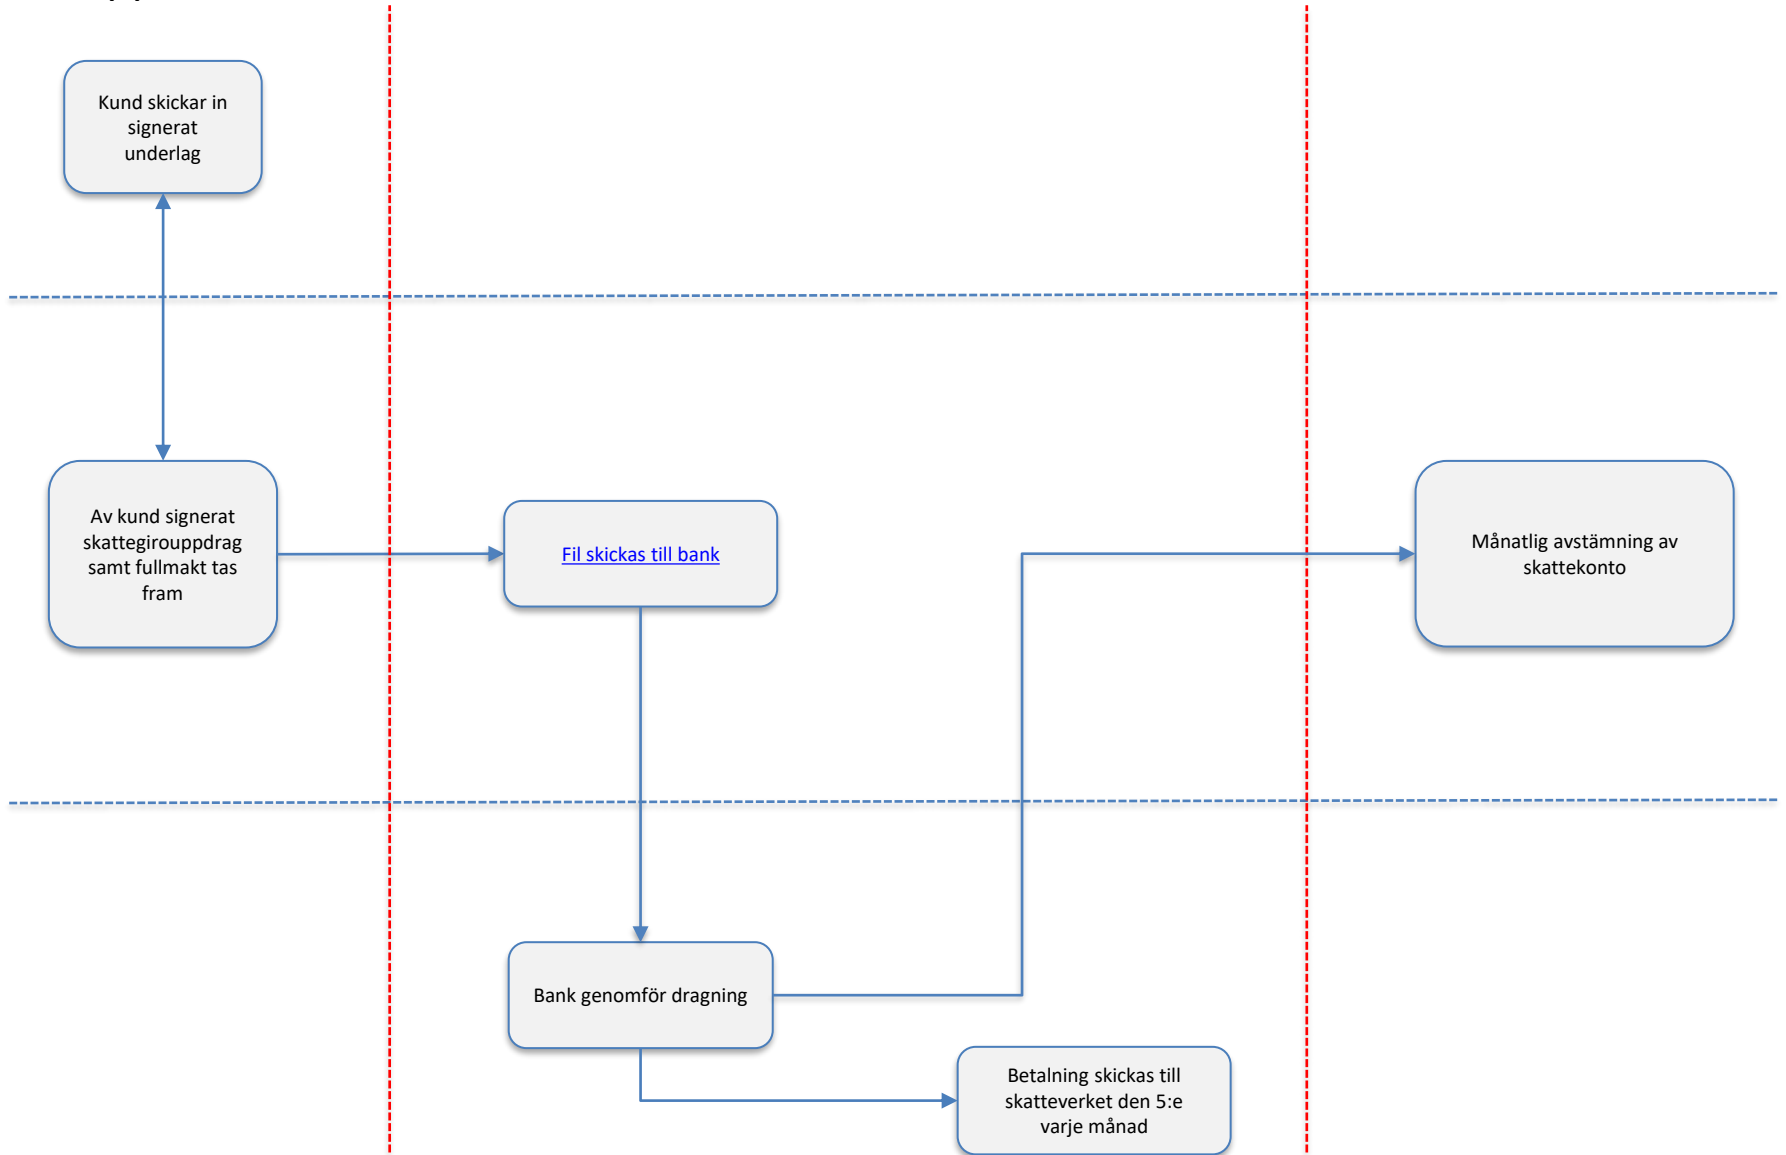 Kund skickar in
signerat
underlag
Av kund signerat
skattegirouppdrag
samt fullmakt tas
fram
Fil skickas till bank
Månatlig avstämning av
skattekonto
Bank genomför dragning
Betalning skickas till
skatteverket den 5:e
varje månad